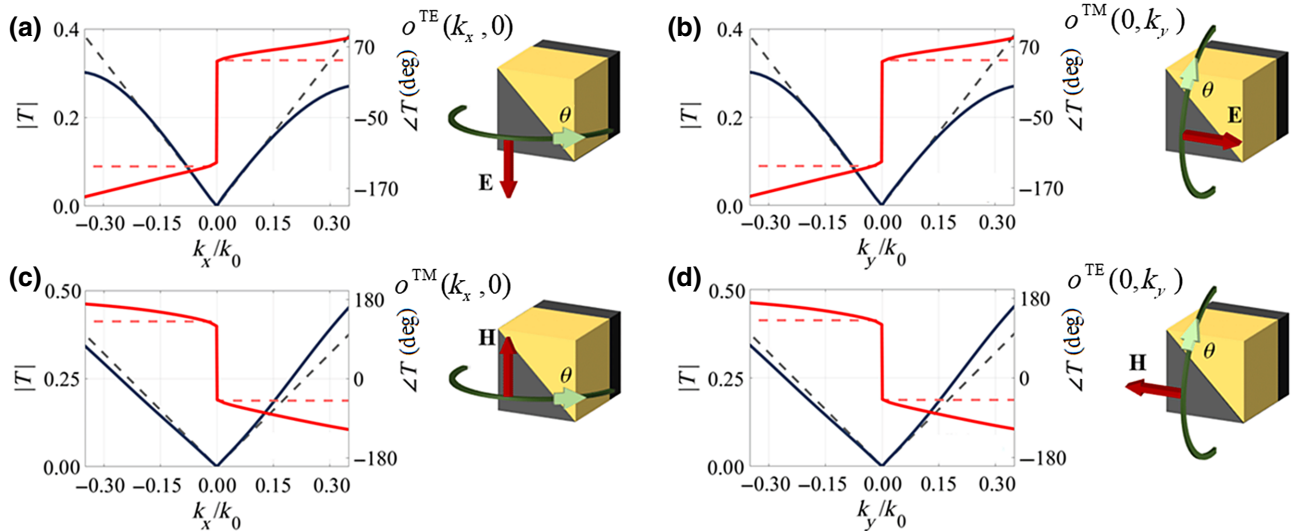 (a)
o^TE(k_x, 0)
0.4
0.2
0.0
|T|
70
−50
−170
∠T (deg)
−0.30 −0.15 0.00 0.15 0.30
k_x/k_0
θ
E
(b)
o^TM(0, k_y)
0.4
0.2
0.0
|T|
70
−50
−170
∠T (deg)
−0.30 −0.15 0.00 0.15 0.30
k_y/k_0
θ
E
(c)
o^TM(k_x, 0)
0.50
0.25
0.00
|T|
180
0
−180
∠T (deg)
−0.30 −0.15 0.00 0.15 0.30
k_x/k_0
H
θ
(d)
o^TE(0, k_y)
0.50
0.25
0.00
|T|
180
0
−180
∠T (deg)
−0.30 −0.15 0.00 0.15 0.30
k_y/k_0
θ
H